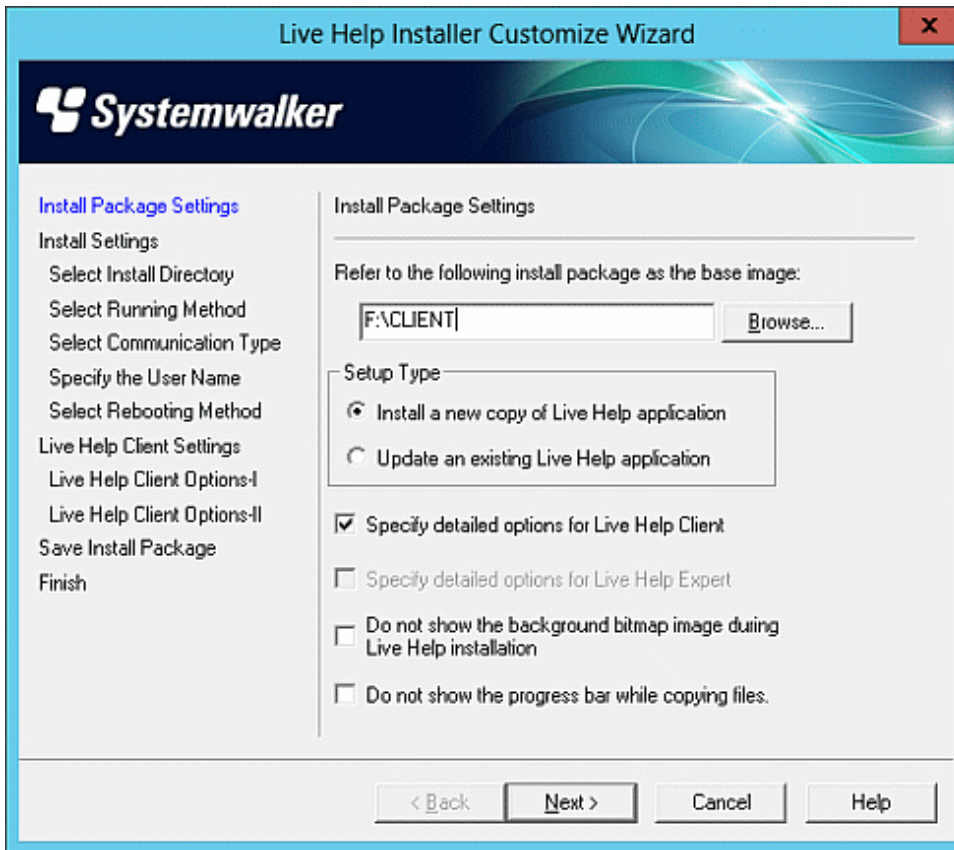 Live Help Installer Customize Wizard
x
Systemwalker
Install Package Settings
Install Settings
Select Install Directory
Select Running Method
Select Communication Type
Specify the User Name
Select Rebooting Method
Live Help Client Settings
Live Help Client Options-I
Live Help Client Options-II
Save Install Package
Finish
Install Package Settings
Refer to the following install package as the base image:
F:\CLIENT
Browse...
Setup Type
Install a new copy of Live Help application
Update an existing Live Help application
Specify detailed options for Live Help Client
Specify detailed options for Live Help Expert
Do not show the background bitmap image during
Live Help installation
Do not show the progress bar while copying files.
< Back
Next >
Cancel
Help